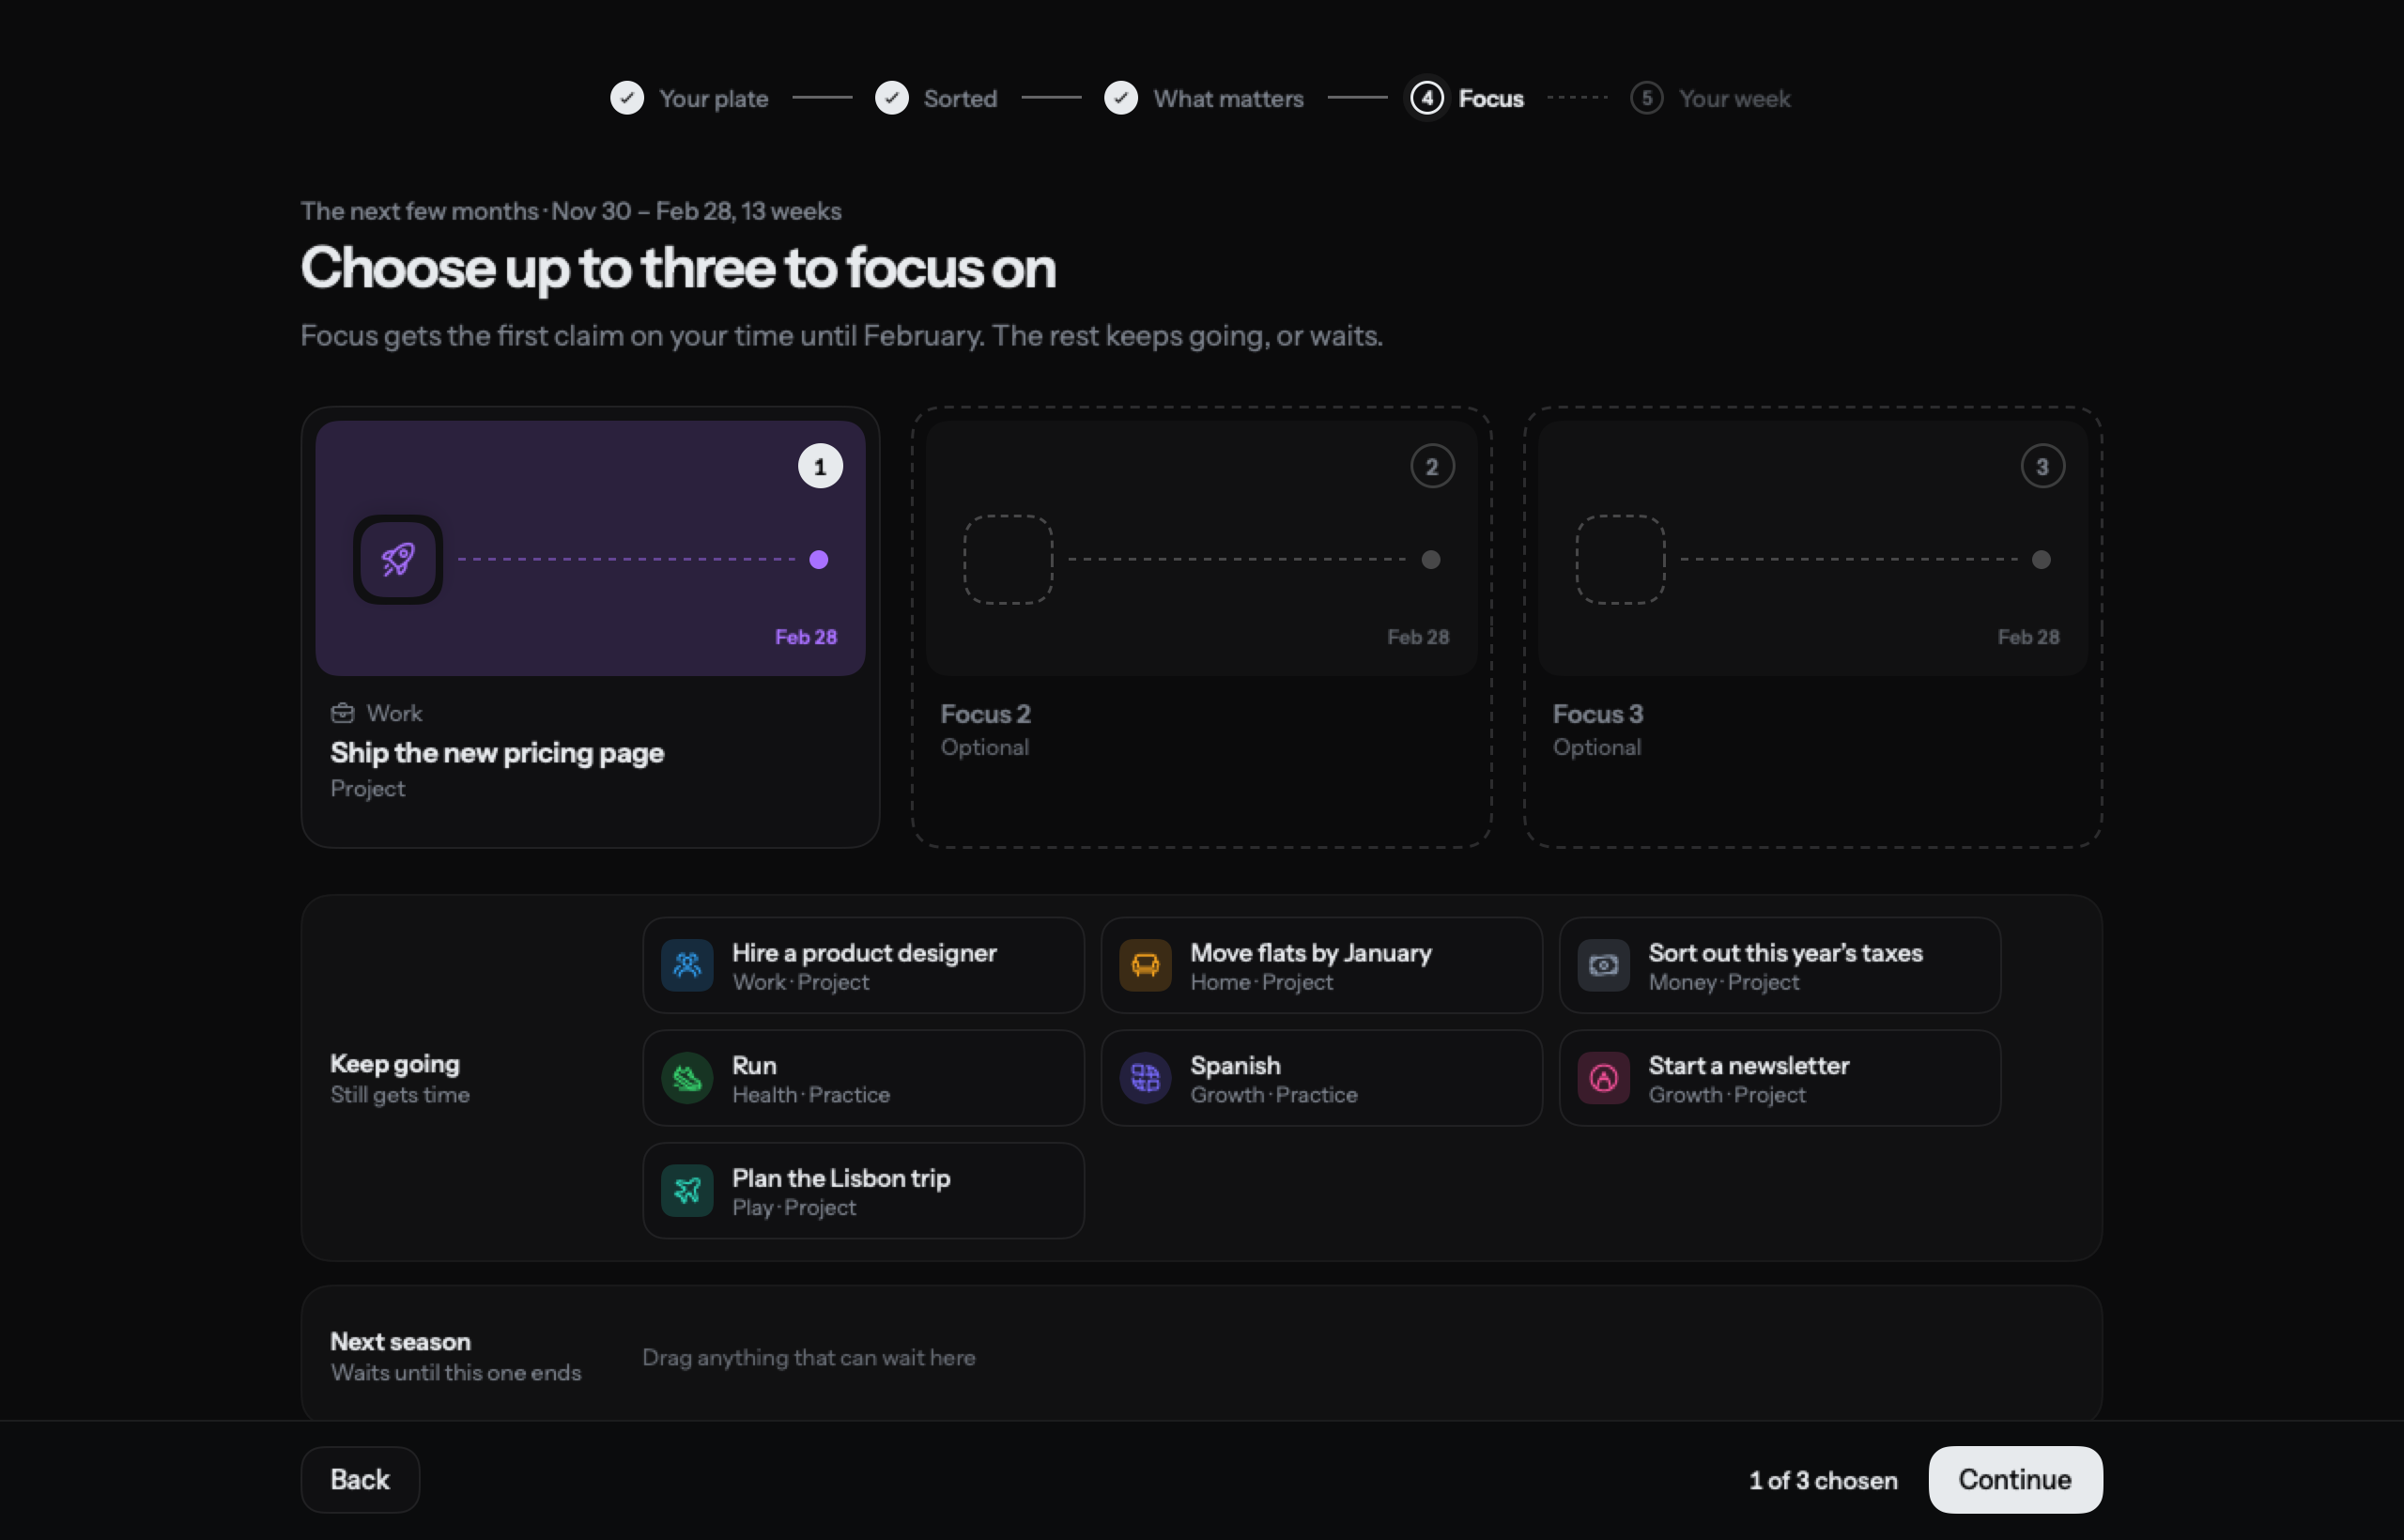 Your plate
Sorted
What matters
4 Focus
5 Your week
The next few months · Nov 30 – Feb 28, 13 weeks
Choose up to three to focus on
Focus gets the first claim on your time until February. The rest keeps going, or waits.
1
Feb 28
Work
Ship the new pricing page
Project
2
Feb 28
Focus 2
Optional
3
Feb 28
Focus 3
Optional
Keep going
Still gets time
Hire a product designer
Work · Project
Move flats by January
Home · Project
Sort out this year’s taxes
Money · Project
Run
Health · Practice
Spanish
Growth · Practice
Start a newsletter
Growth · Project
Plan the Lisbon trip
Play · Project
Next season
Waits until this one ends
Drag anything that can wait here
Back
1 of 3 chosen
Continue